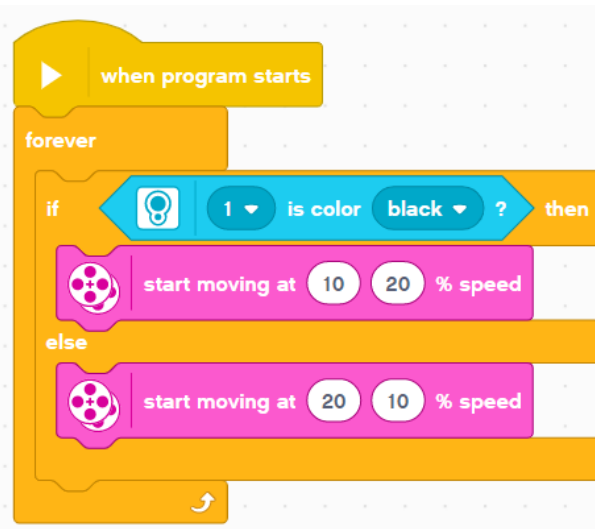 when program starts
forever
if 1 is color black ? then
start moving at 10 20 % speed
else
start moving at 20 10 % speed